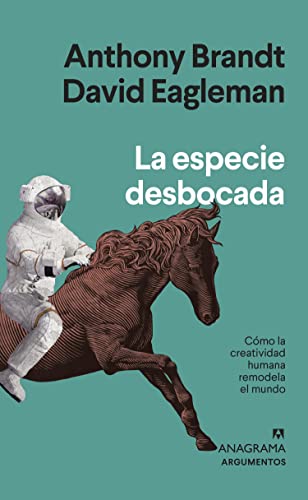 Anthony Brandt
David Eagleman
La especie
desbocada
Cómo la
creatividad
humana
remodela
el mundo
ANAGRAMA
ARGUMENTOS